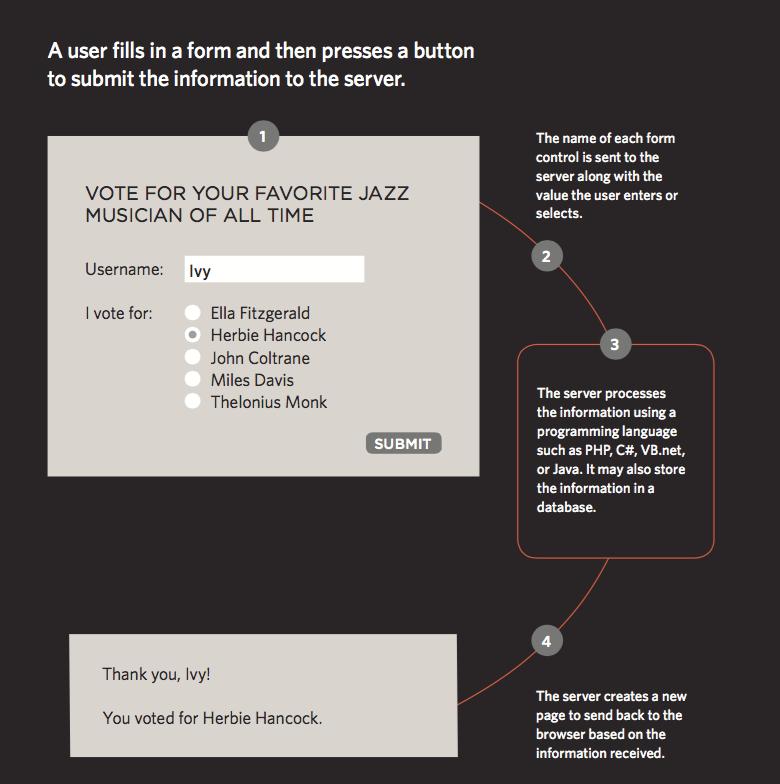 A user fills in a form and then presses a button
to submit the information to the server.
1
VOTE FOR YOUR FAVORITE JAZZ
MUSICIAN OF ALL TIME
Username: Ivy
I vote for:
Ella Fitzgerald
Herbie Hancock
John Coltrane
Miles Davis
Thelonius Monk
SUBMIT
The name of each form
control is sent to the
server along with the
value the user enters or
selects.
2
3
The server processes
the information using a
programming language
such as PHP, C#, VB.net,
or Java. It may also store
the information in a
database.
4
The server creates a new
page to send back to the
browser based on the
information received.
Thank you, Ivy!
You voted for Herbie Hancock.